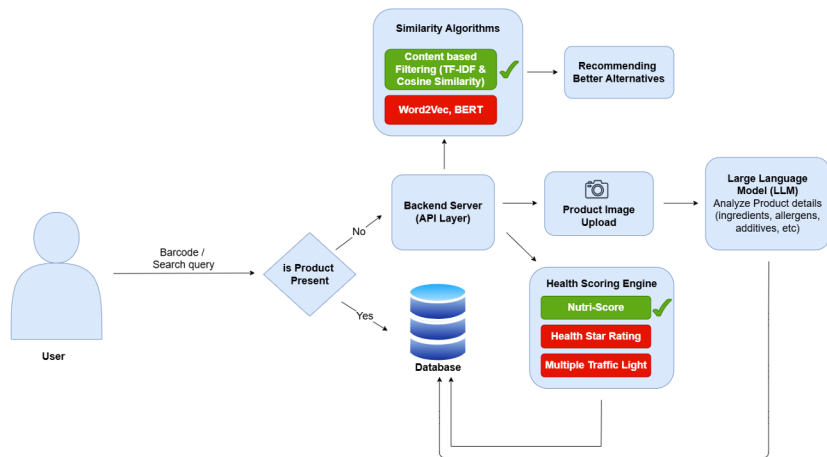 Similarity Algorithms
Content based
Filtering (TF-IDF &
Cosine Similarity)
Word2Vec, BERT
Recommending
Better Alternatives
Backend Server
(API Layer)
Product Image
Upload
Large Language
Model (LLM)
Analyze Product details
(ingredients, allergens,
additives, etc)
Barcode /
Search query
is Product
Present
No
Yes
User
Database
Health Scoring Engine
Nutri-Score
Health Star Rating
Multiple Traffic Light